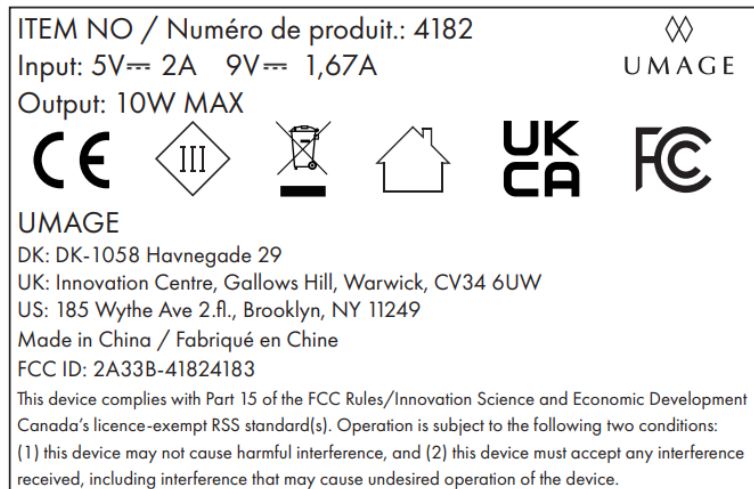 ITEM NO / Numéro de produit.: 4182
UMAGE
Input: 5V⎓ 2A 9V⎓ 1,67A
Output: 10W MAX
CE III UK CA FC
UMAGE
DK: DK-1058 Havnegade 29
UK: Innovation Centre, Gallows Hill, Warwick, CV34 6UW
US: 185 Wythe Ave 2.fl., Brooklyn, NY 11249
Made in China / Fabriqué en Chine
FCC ID: 2A33B-41824183
This device complies with Part 15 of the FCC Rules/Innovation Science and Economic Development
Canada's licence-exempt RSS standard(s). Operation is subject to the following two conditions:
(1) this device may not cause harmful interference, and (2) this device must accept any interference
received, including interference that may cause undesired operation of the device.